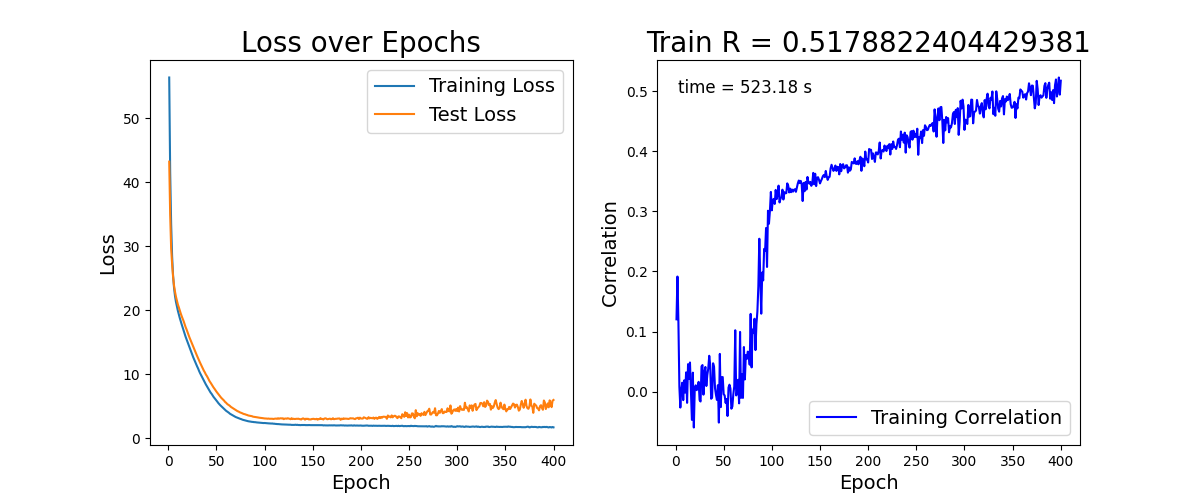 Loss over Epochs
Training Loss
Test Loss
50
40
30
20
10
0
Loss
0 50 100 150 200 250 300 350 400
Epoch
Train R = 0.5178822404429381
time = 523.18 s
0.5
0.4
0.3
0.2
0.1
0.0
Correlation
Training Correlation
0 50 100 150 200 250 300 350 400
Epoch